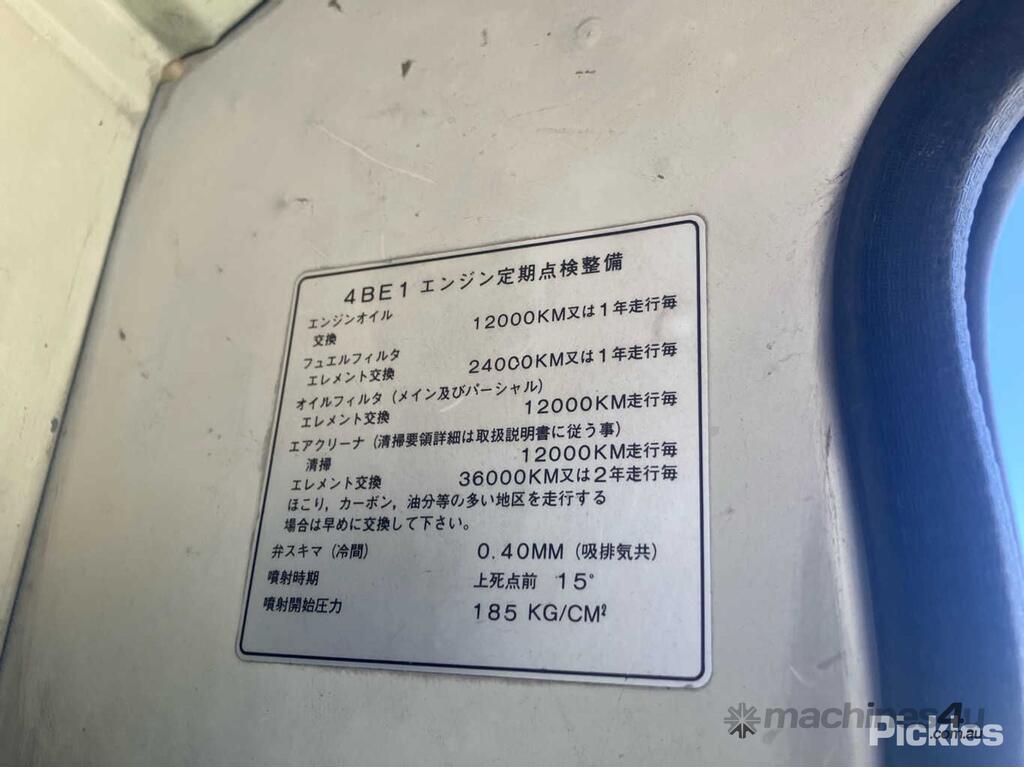 4BE1 エンジン定期点検整備
エンジンオイル
交換 12000KM又は1年走行毎
フュエルフィルタ
エレメント交換 24000KM又は1年走行毎
オイルフィルタ (メイン及びパーシャル)
エレメント交換 12000KM走行毎
エアクリーナ (清掃要領詳細は取扱説明書に従う事)
清掃 12000KM走行毎
エレメント交換 36000KM又は2年走行毎
ほこり, カーボン, 油分等の多い地区を走行する
場合は早めに交換して下さい。
弁スキマ (冷間) 0.40MM (吸排気共)
噴射時期 上死点前 15°
噴射開始圧力 185 KG/CM²
machines4u
.com.au
Pickles